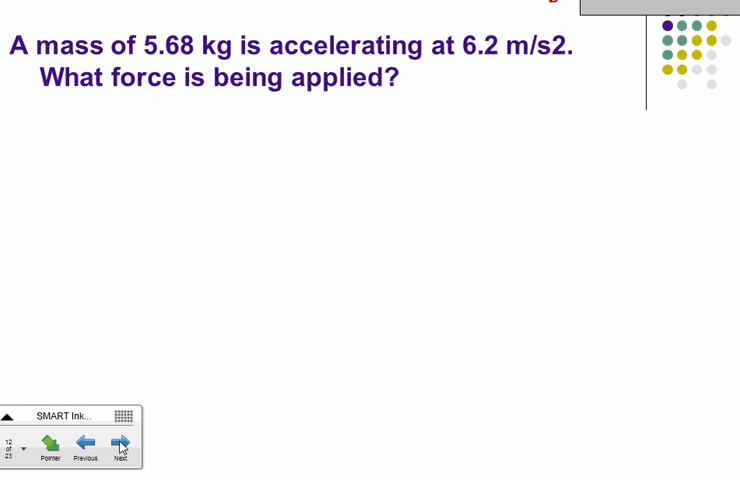 A mass of 5.68 kg is accelerating at 6.2 m/s2.
What force is being applied?
SMART Ink...
12
of
23
Pointer
Previous
Next